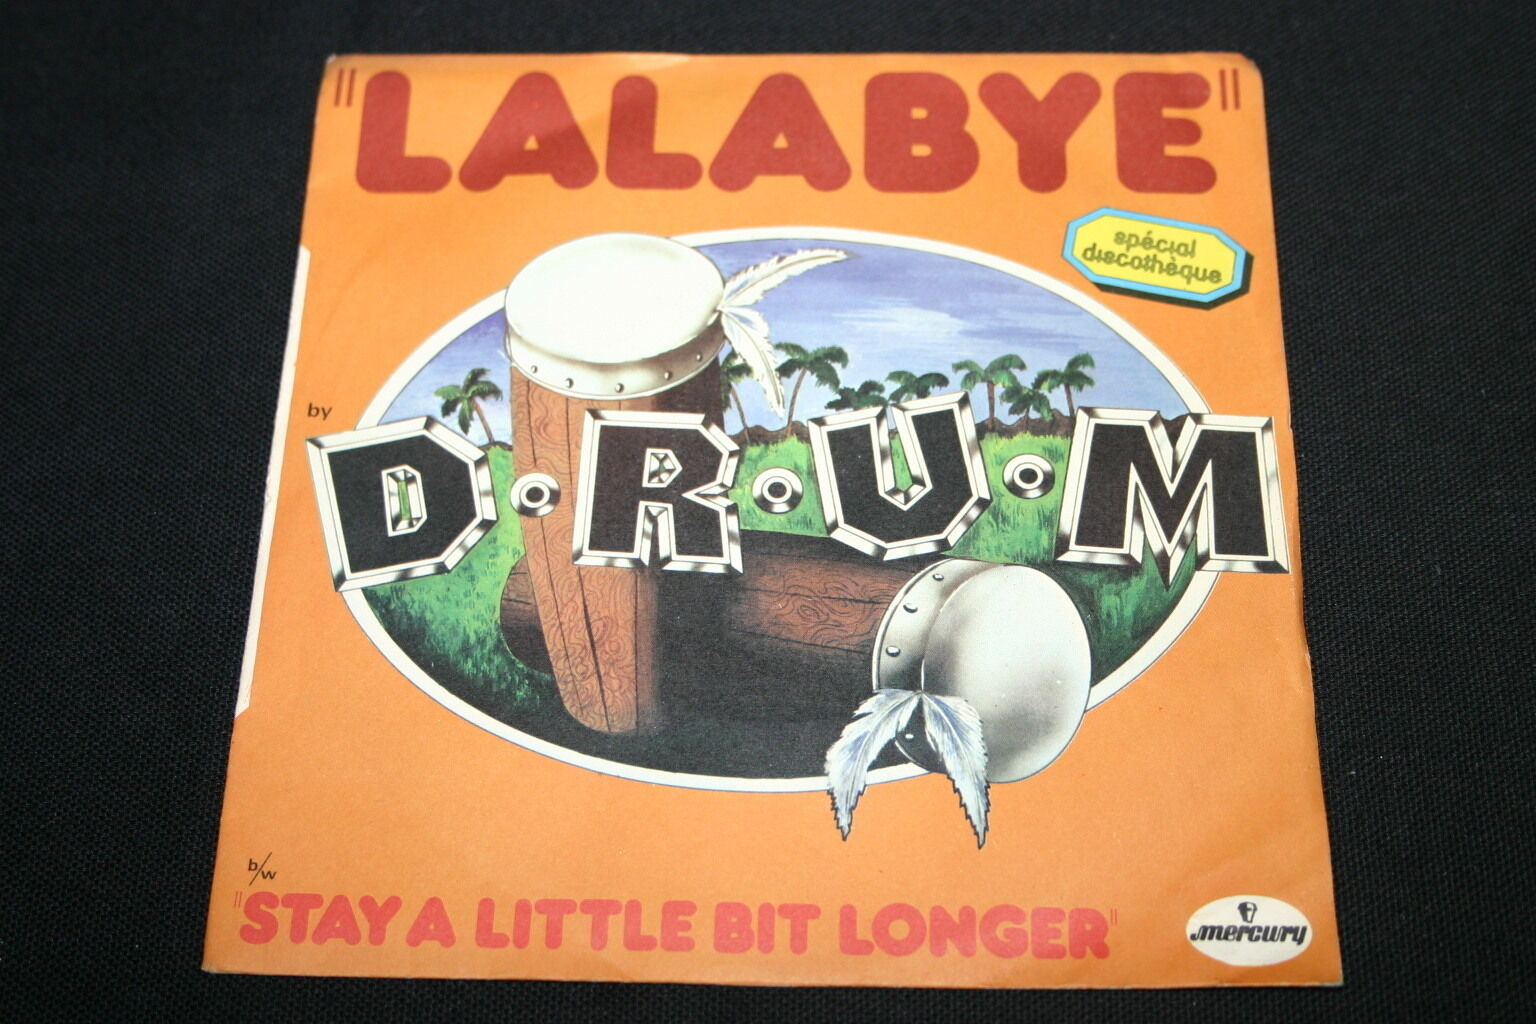 "LALABYE"
spécial
discothèque
by
D•R•U•M
b/w
"STAY A LITTLE BIT LONGER"
mercury